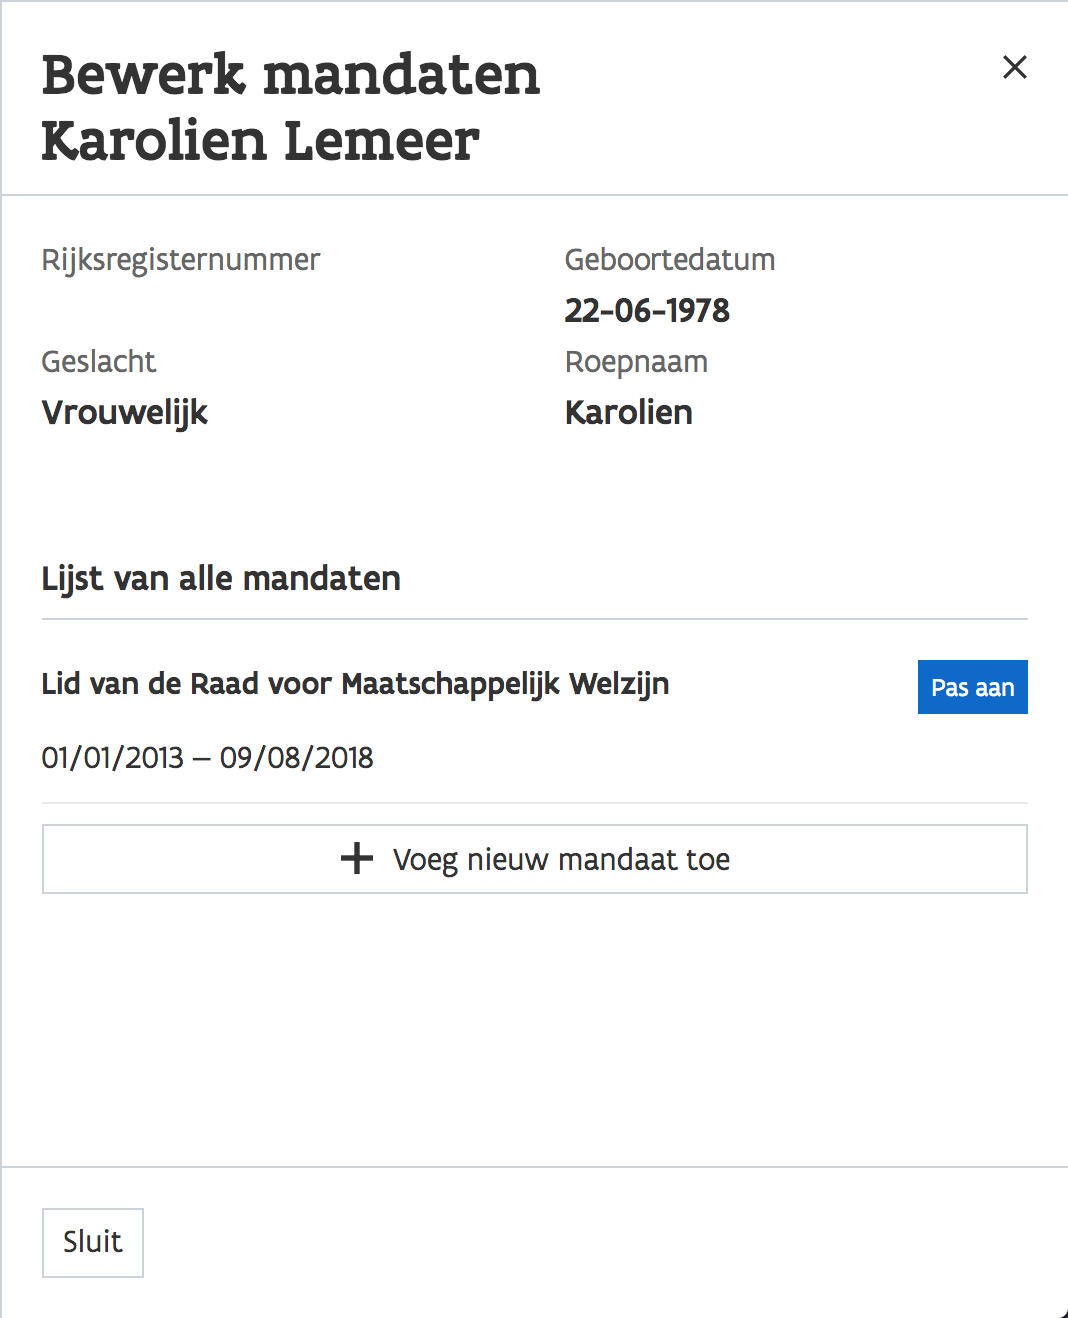 Bewerk mandaten
Karolien Lemeer
Rijksregisternummer
Geboortedatum
22-06-1978
Geslacht
Vrouwelijk
Roepnaam
Karolien
Lijst van alle mandaten
Lid van de Raad voor Maatschappelijk Welzijn
Pas aan
01/01/2013 – 09/08/2018
Voeg nieuw mandaat toe
Sluit